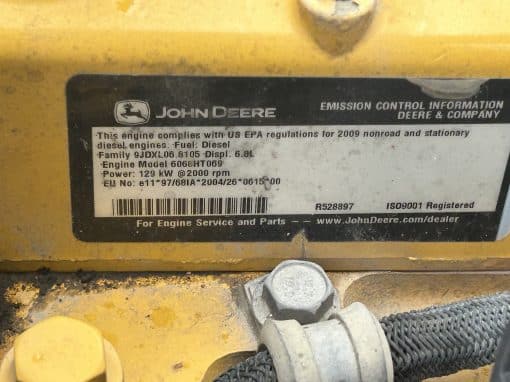 JOHN DEERE
EMISSION CONTROL INFORMATION
DEERE & COMPANY
This engine complies with US EPA regulations for 2009 nonroad and stationary
diesel engines. Fuel: Diesel
Family 9JDXL06.8105 Displ. 6.8L
Engine Model 6068HT069
Power: 129 kW @2000 rpm
EU No: e11*97/68IA*2004/26*0615*00
R528897 ISO9001 Registered
For Engine Service and Parts -- www.JohnDeere.com/dealer